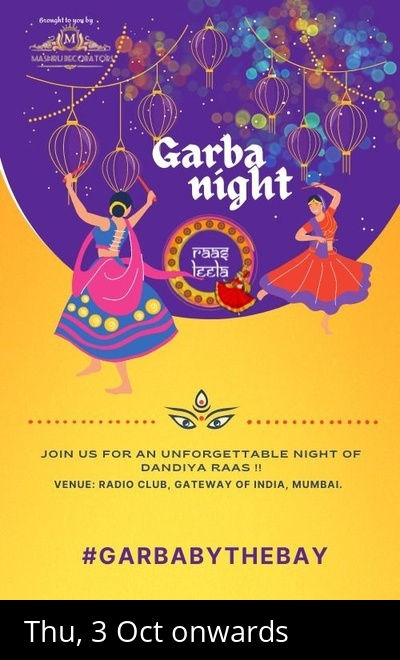 Brought to you by
M
MASHRU DECORATORS
Garba
night
raas
leela
JOIN US FOR AN UNFORGETTABLE NIGHT OF
DANDIYA RAAS !!
VENUE: RADIO CLUB, GATEWAY OF INDIA, MUMBAI.
#GARBABYTHEBAY
Thu, 3 Oct onwards